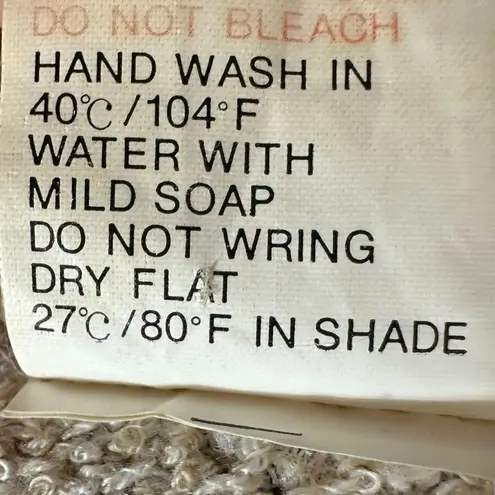 DO NOT BLEACH
HAND WASH IN
40℃/104°F
WATER WITH
MILD SOAP
DO NOT WRING
DRY FLAT
27℃/80°F IN SHADE